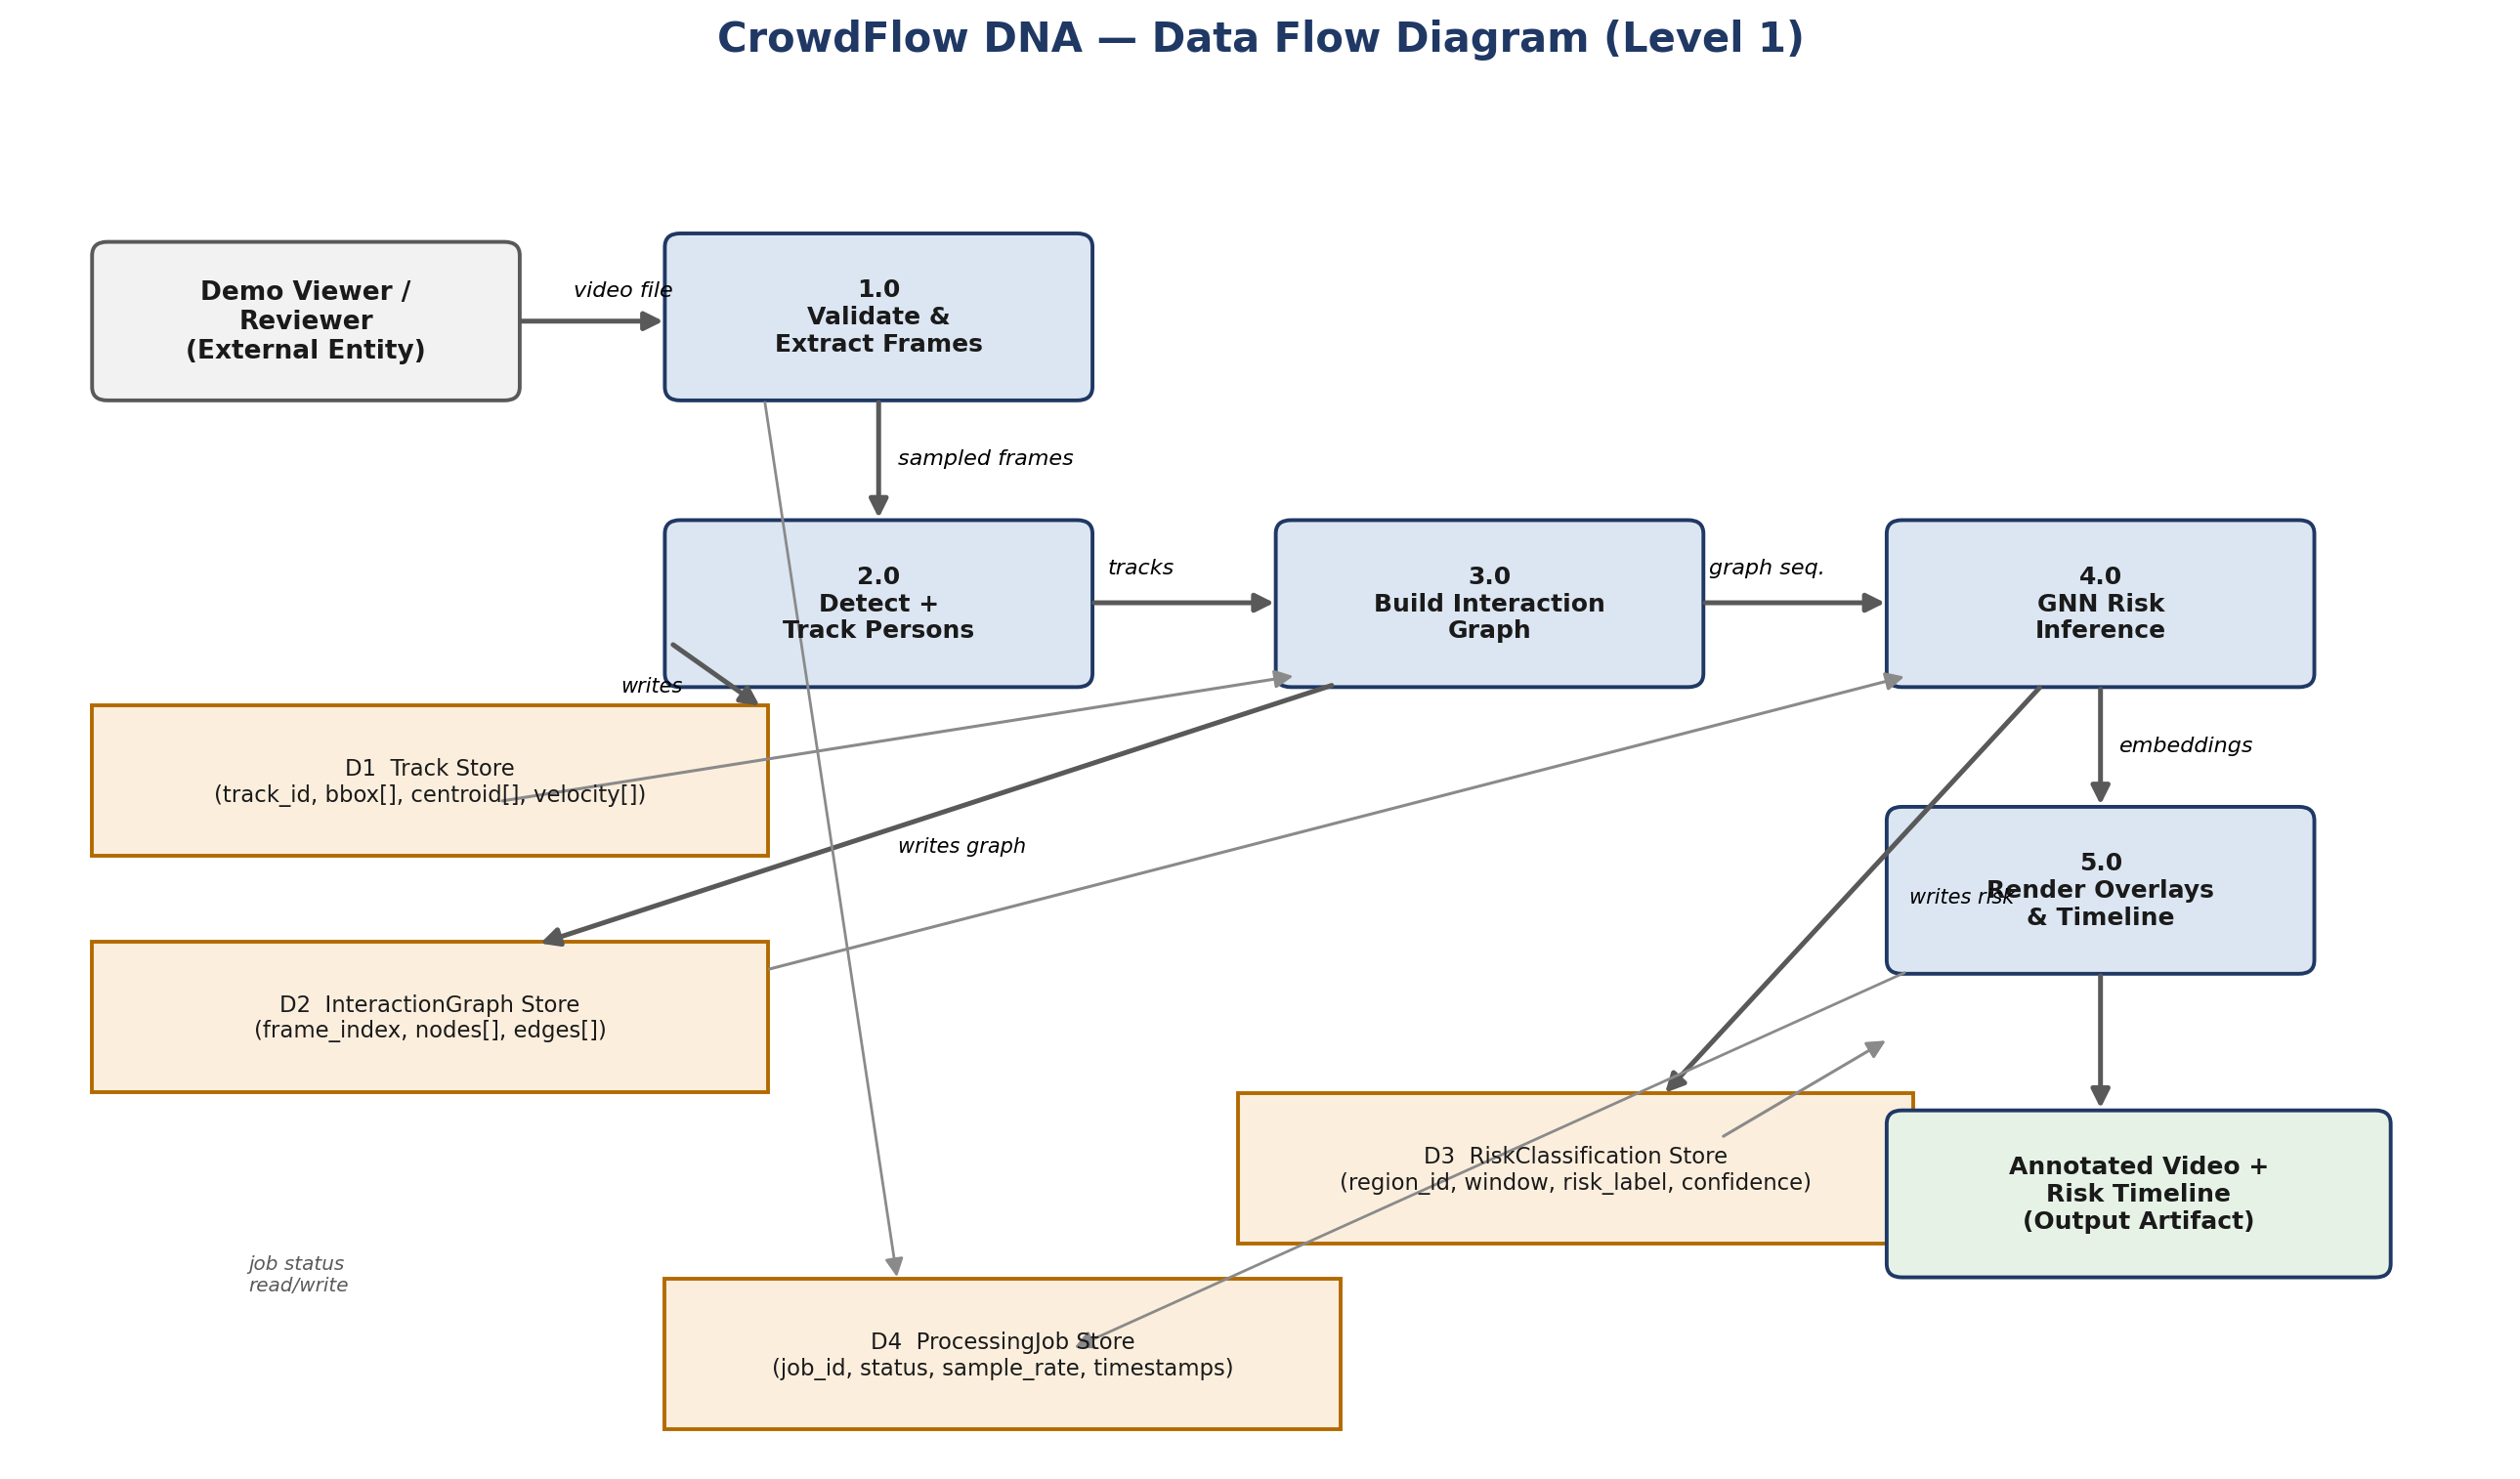 CrowdFlow DNA — Data Flow Diagram (Level 1)
Demo Viewer /
Reviewer
(External Entity)
video file
1.0
Validate &
Extract Frames
sampled frames
2.0
Detect +
Track Persons
tracks
3.0
Build Interaction
Graph
graph seq.
4.0
GNN Risk
Inference
writes
embeddings
D1  Track Store
(track_id, bbox[], centroid[], velocity[])
writes graph
5.0
Render Overlays
& Timeline
writes risk
D2  InteractionGraph Store
(frame_index, nodes[], edges[])
D3  RiskClassification Store
(region_id, window, risk_label, confidence)
Annotated Video +
Risk Timeline
(Output Artifact)
job status
read/write
D4  ProcessingJob Store
(job_id, status, sample_rate, timestamps)